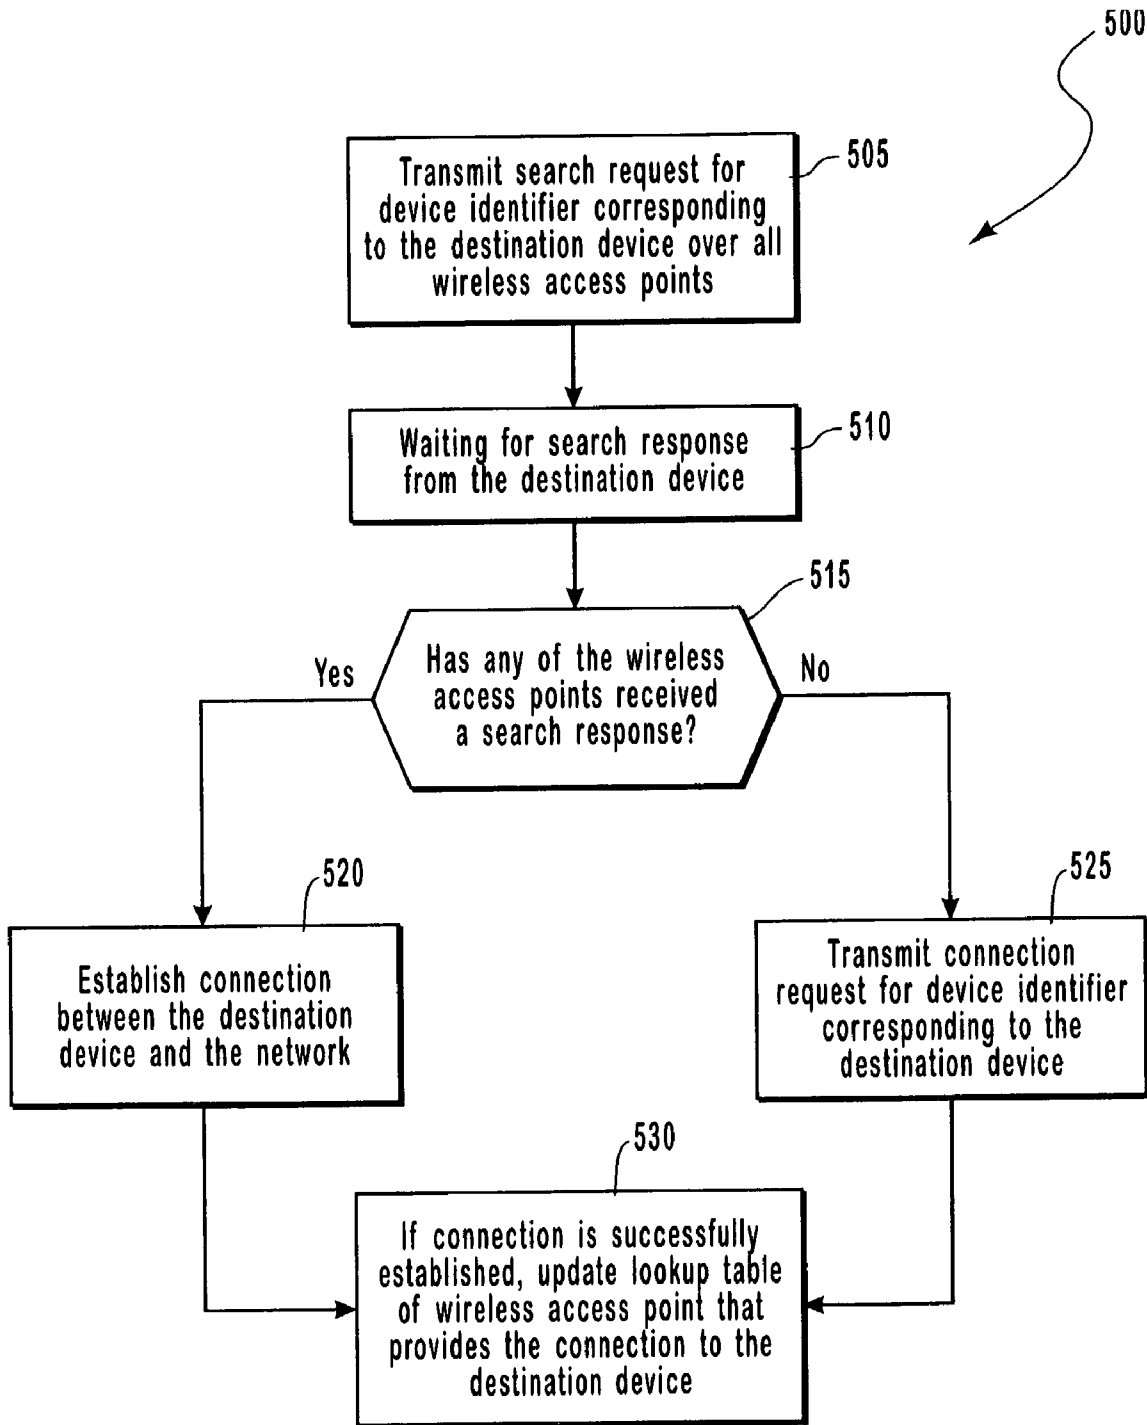 500
505
Transmit search request for
device identifier corresponding
to the destination device over all
wireless access points
510
Waiting for search response
from the destination device
515
Yes
Has any of the wireless
access points received
a search response?
No
520
Establish connection
between the destination
device and the network
525
Transmit connection
request for device identifier
corresponding to the
destination device
530
If connection is successfully
established, update lookup table
of wireless access point that
provides the connection to the
destination device